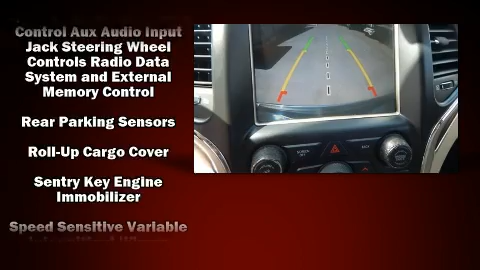 Control Aux Audio Input
Jack Steering Wheel
Controls Radio Data
System and External
Memory Control
Rear Parking Sensors
Roll-Up Cargo Cover
Sentry Key Engine
Immobilizer
Speed Sensitive Variable